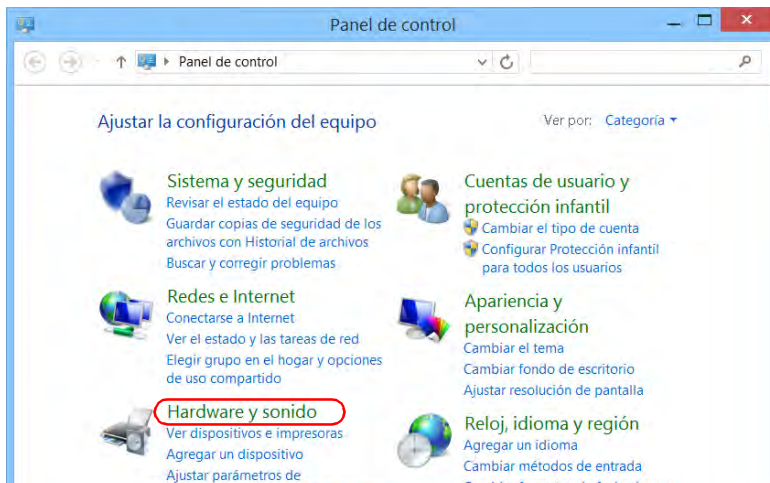 Panel de control
Panel de control
Ajustar la configuración del equipo
Ver por: Categoría
Sistema y seguridad
Revisar el estado del equipo
Guardar copias de seguridad de los
archivos con Historial de archivos
Buscar y corregir problemas
Redes e Internet
Conectarse a Internet
Ver el estado y las tareas de red
Elegir grupo en el hogar y opciones
de uso compartido
Hardware y sonido
Ver dispositivos e impresoras
Agregar un dispositivo
Ajustar parámetros de
Cuentas de usuario y
protección infantil
Cambiar el tipo de cuenta
Configurar Protección infantil
para todos los usuarios
Apariencia y
personalización
Cambiar el tema
Cambiar fondo de escritorio
Ajustar resolución de pantalla
Reloj, idioma y región
Agregar un idioma
Cambiar métodos de entrada